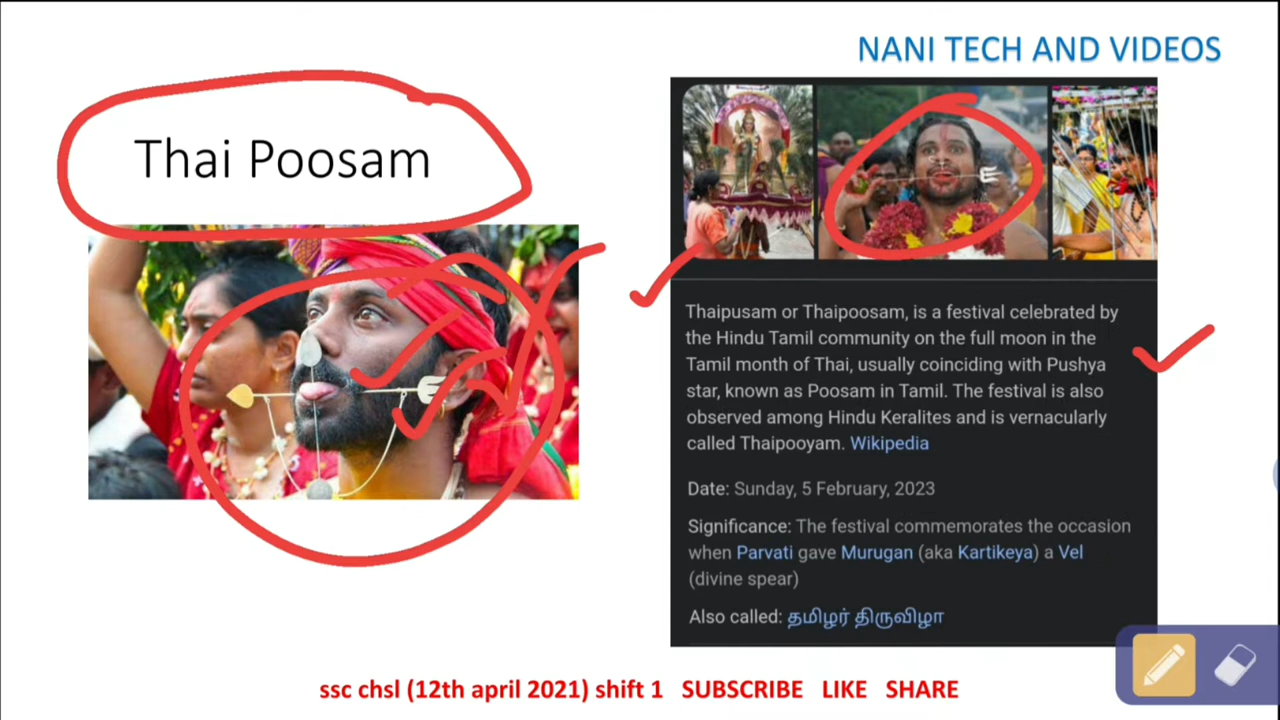 NANI TECH AND VIDEOS
Thai Poosam
Thaipusam or Thaipoosam, is a festival celebrated by
the Hindu Tamil community on the full moon in the
Tamil month of Thai, usually coinciding with Pushya
star, known as Poosam in Tamil. The festival is also
observed among Hindu Keralites and is vernacularly
called Thaipooyam. Wikipedia
Date: Sunday, 5 February, 2023
Significance: The festival commemorates the occasion
when Parvati gave Murugan (aka Kartikeya) a Vel
(divine spear)
Also called: தமிழர் திருவிழா
ssc chsl (12th april 2021) shift 1 SUBSCRIBE LIKE SHARE